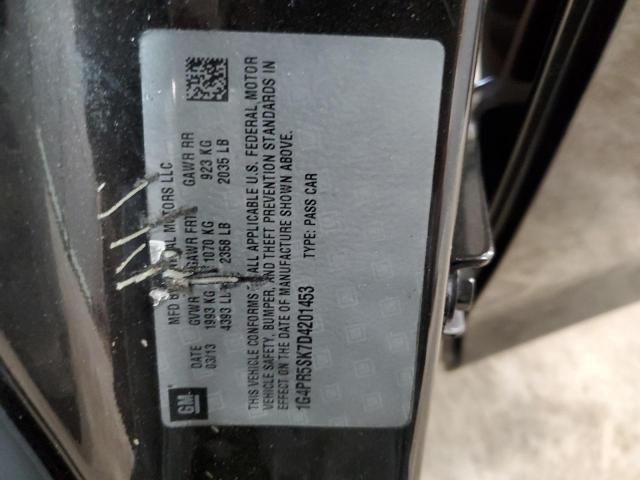 MFD BY GENERAL MOTORS LLC
DATE GVWR GAWR FRT GAWR RR
03/13 1993 KG 1070 KG 923 KG
4393 LB 2358 LB 2035 LB
THIS VEHICLE CONFORMS TO ALL APPLICABLE U.S. FEDERAL MOTOR
VEHICLE SAFETY, BUMPER, AND THEFT PREVENTION STANDARDS IN
EFFECT ON THE DATE OF MANUFACTURE SHOWN ABOVE.
1G4PR5SK7D4201453 TYPE: PASS CAR
GM